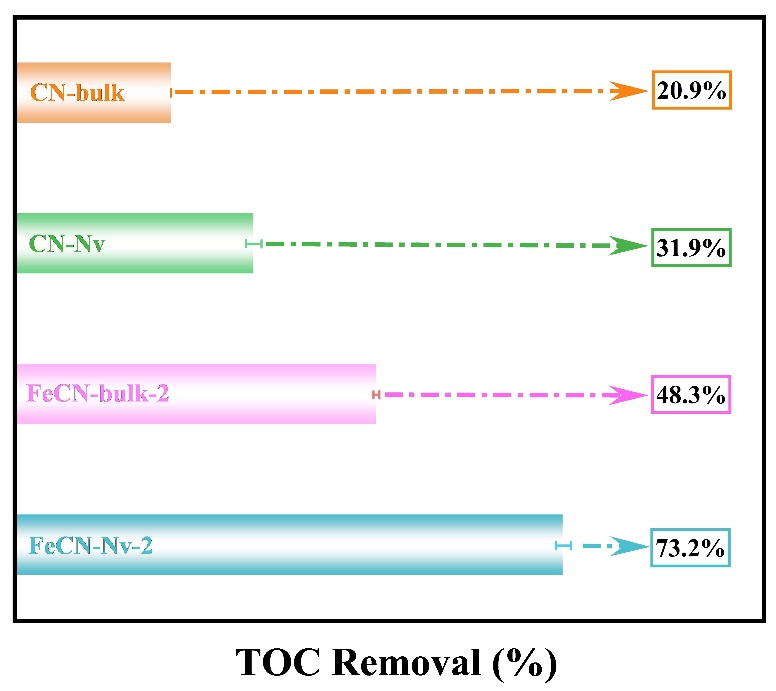 CN-bulk
20.9%
CN-Nv
31.9%
FeCN-bulk-2
48.3%
FeCN-Nv-2
73.2%
TOC Removal (%)